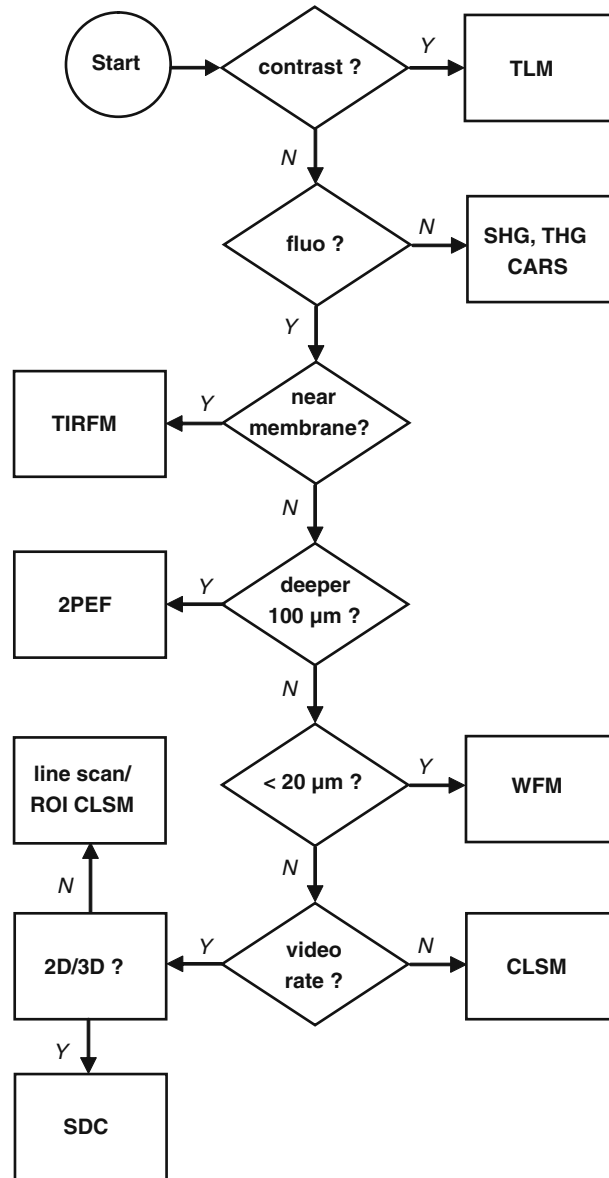 Start
contrast ?
Y
TLM
N
fluo ?
N
SHG, THG
CARS
Y
near
membrane?
Y
TIRFM
N
deeper
100 µm ?
Y
2PEF
N
< 20 µm ?
Y
WFM
line scan/
ROI CLSM
N
N
video
rate ?
N
CLSM
Y
2D/3D ?
Y
SDC